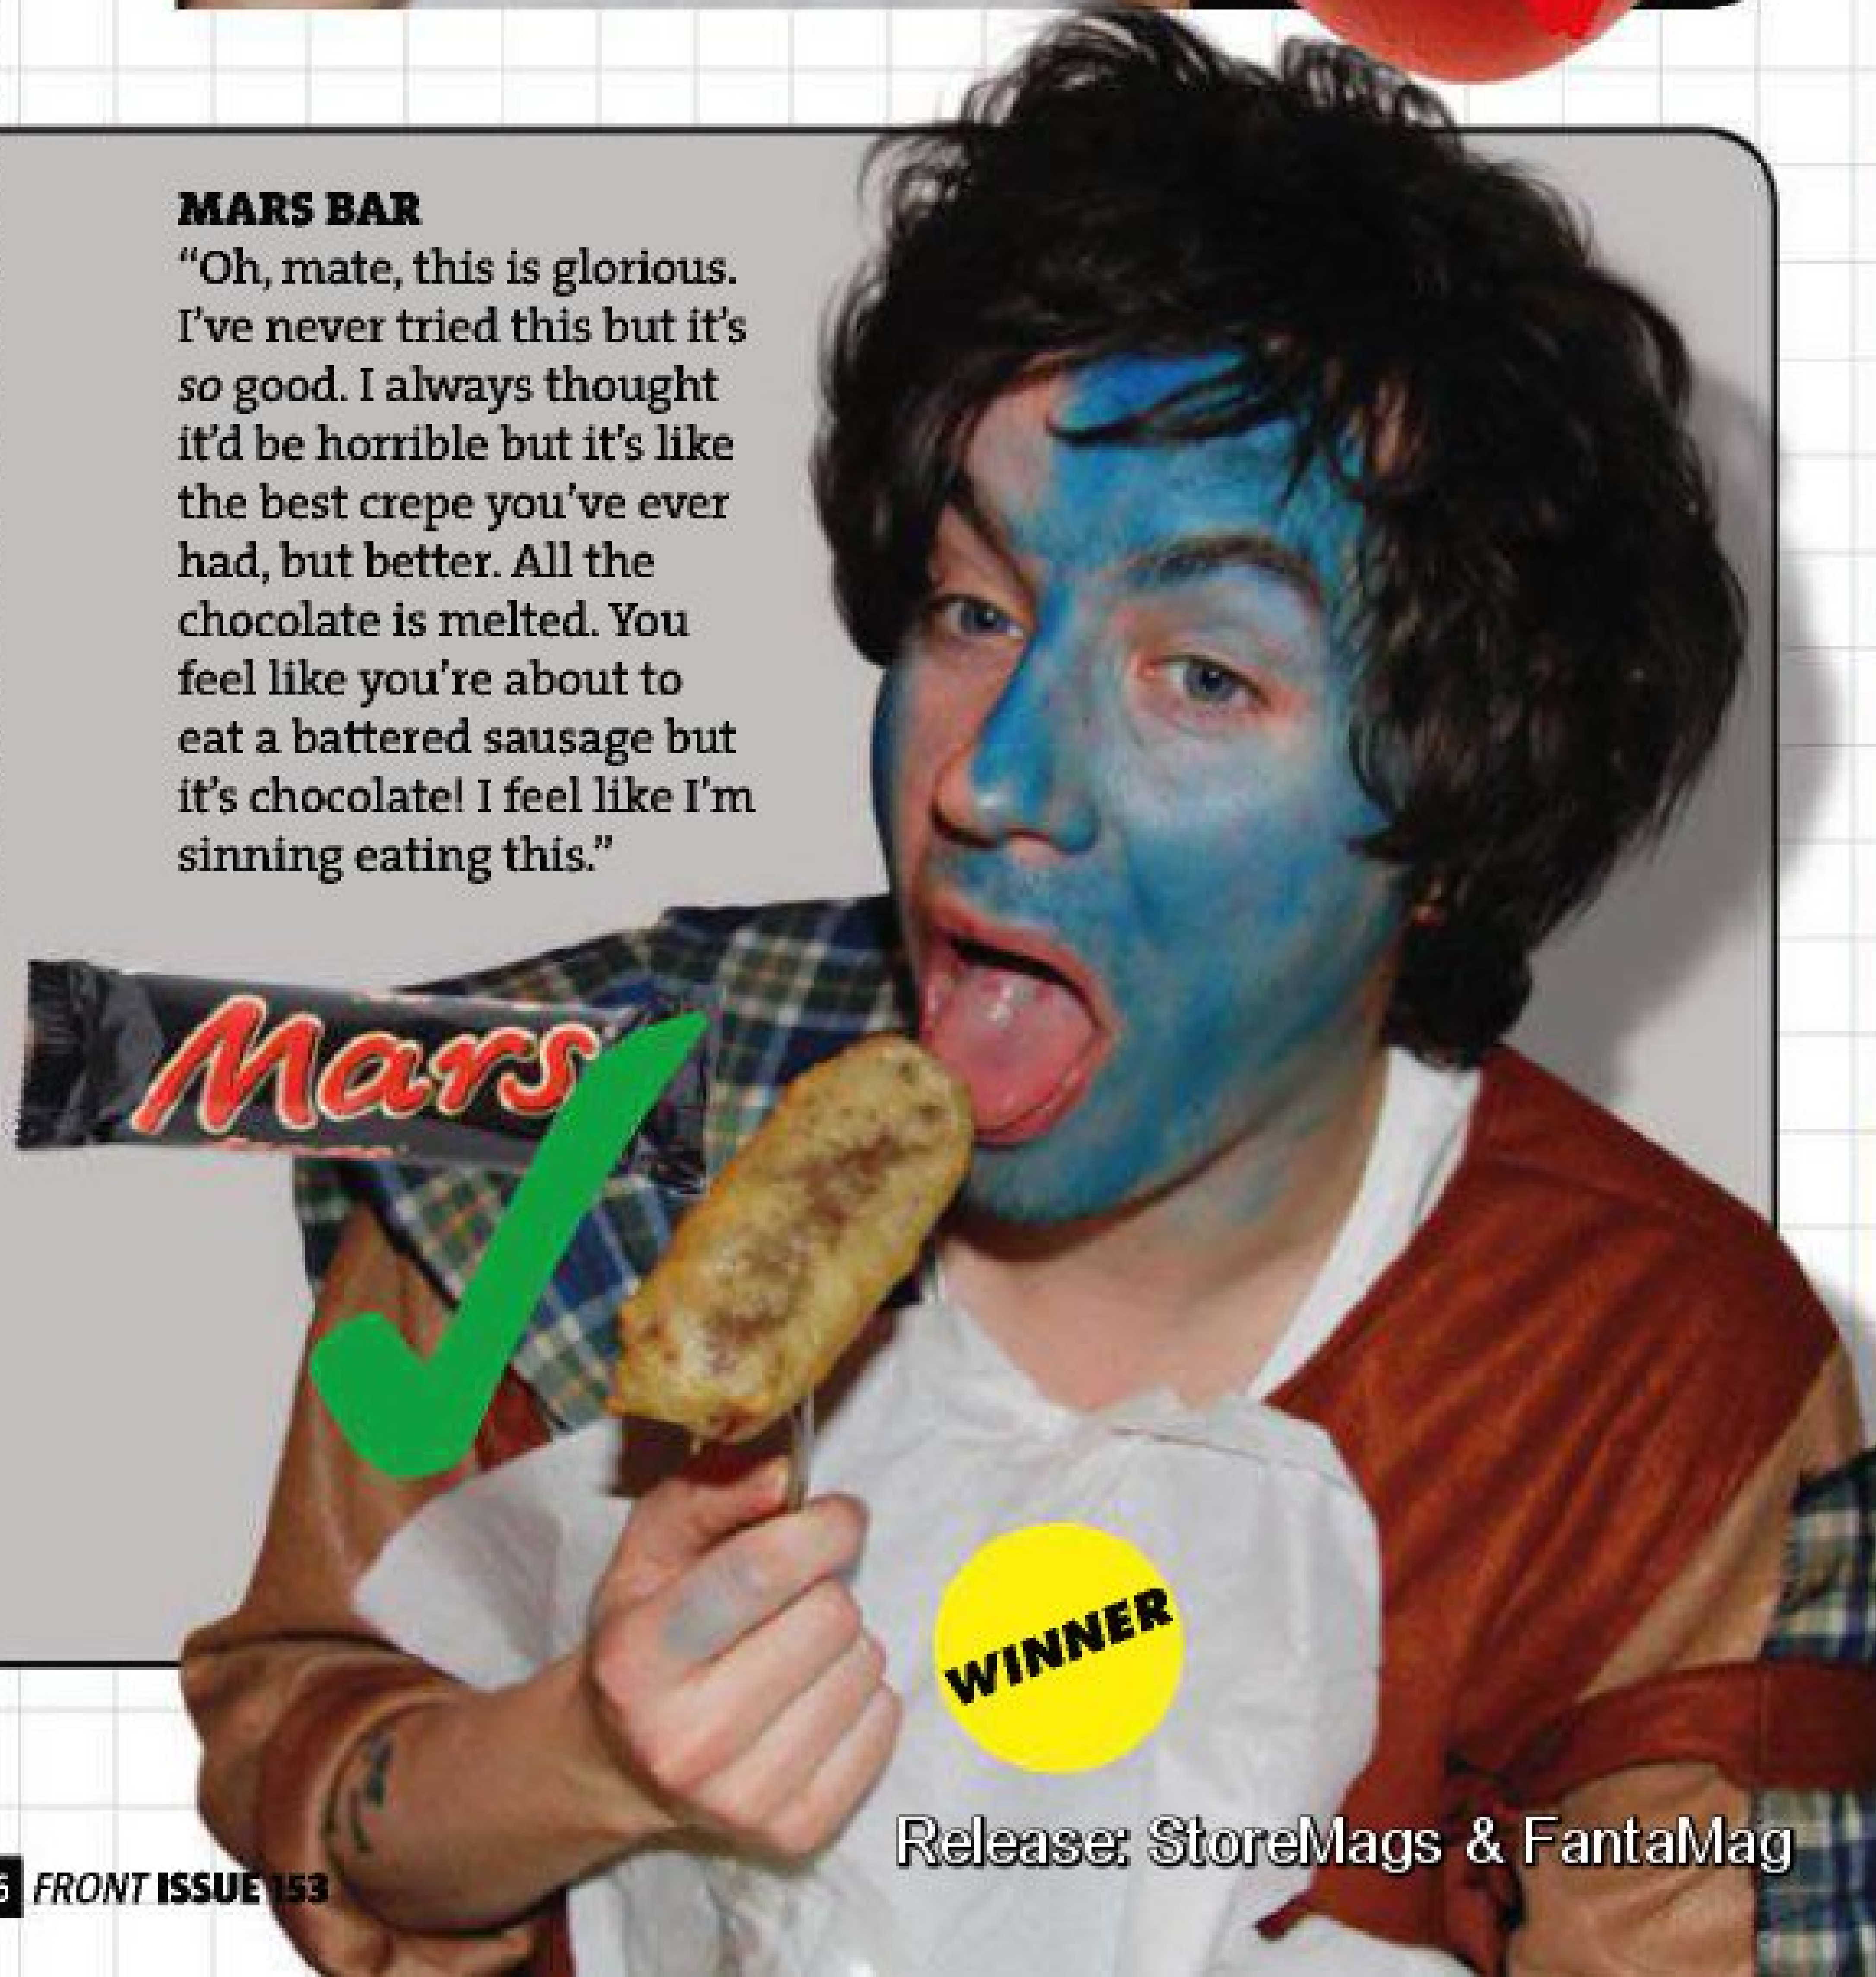 MARS BAR
“Oh, mate, this is glorious.
I’ve never tried this but it’s
so good. I always thought
it’d be horrible but it’s like
the best crepe you’ve ever
had, but better. All the
chocolate is melted. You
feel like you’re about to
eat a battered sausage but
it’s chocolate! I feel like I’m
sinning eating this.”
Mars
WINNER
Release: StoreMags & FantaMag
6 FRONT ISSUE 153